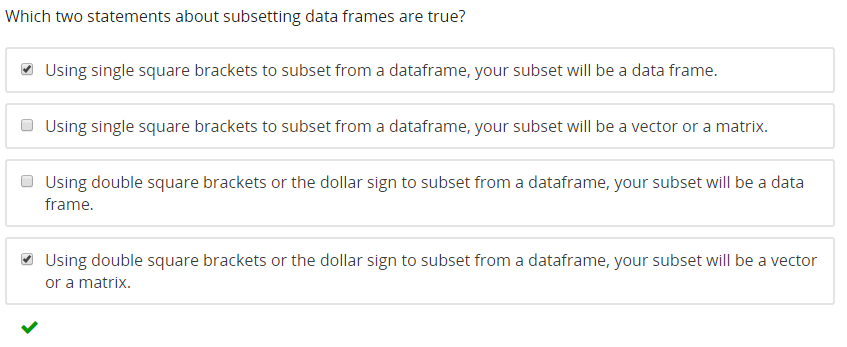 Which two statements about subsetting data frames are true?
Using single square brackets to subset from a dataframe, your subset will be a data frame.
Using single square brackets to subset from a dataframe, your subset will be a vector or a matrix.
Using double square brackets or the dollar sign to subset from a dataframe, your subset will be a data
frame.
Using double square brackets or the dollar sign to subset from a dataframe, your subset will be a vector
or a matrix.